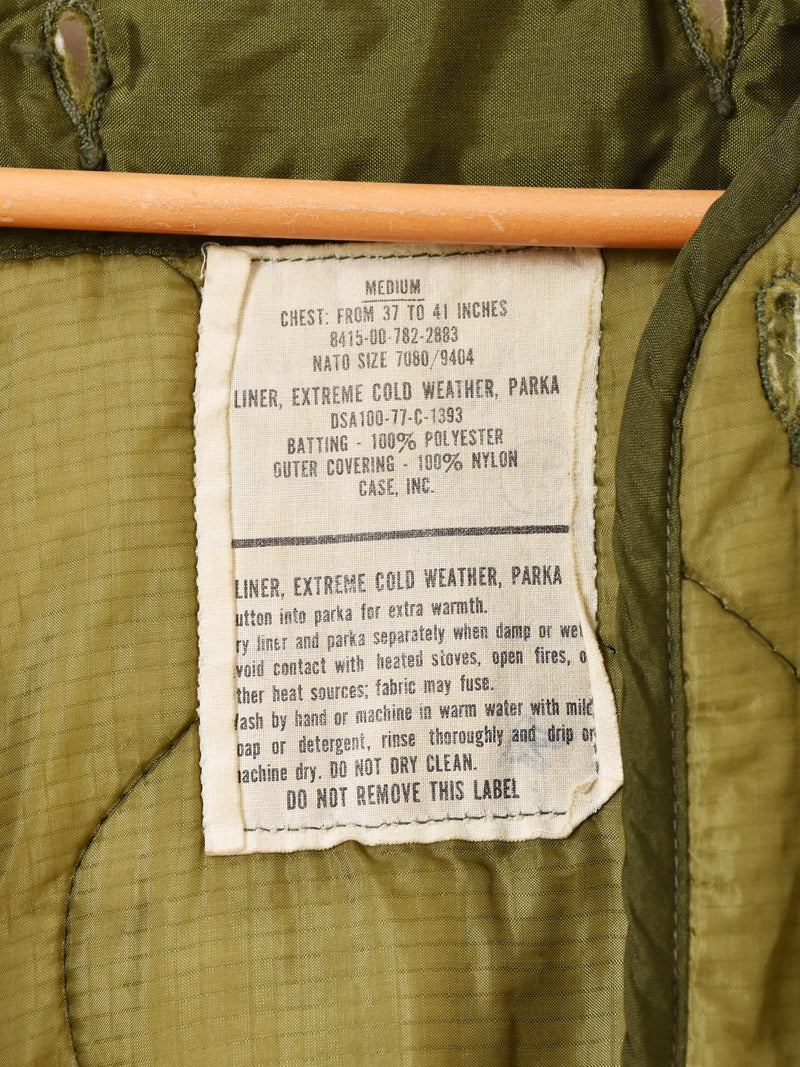 MEDIUM
CHEST: FROM 37 TO 41 INCHES
8415-00-782-2883
NATO SIZE 7080/9404
LINER, EXTREME COLD WEATHER, PARKA
DSA100-77-C-1393
BATTING - 100% POLYESTER
OUTER COVERING - 100% NYLON
CASE, INC.
LINER, EXTREME COLD WEATHER, PARKA
utton into parka for extra warmth.
ry liner and parka separately when damp or wet
void contact with heated stoves, open fires, o
ther heat sources; fabric may fuse.
ash by hand or machine in warm water with mild
oap or detergent, rinse thoroughly and drip or
achine dry. DO NOT DRY CLEAN.
DO NOT REMOVE THIS LABEL